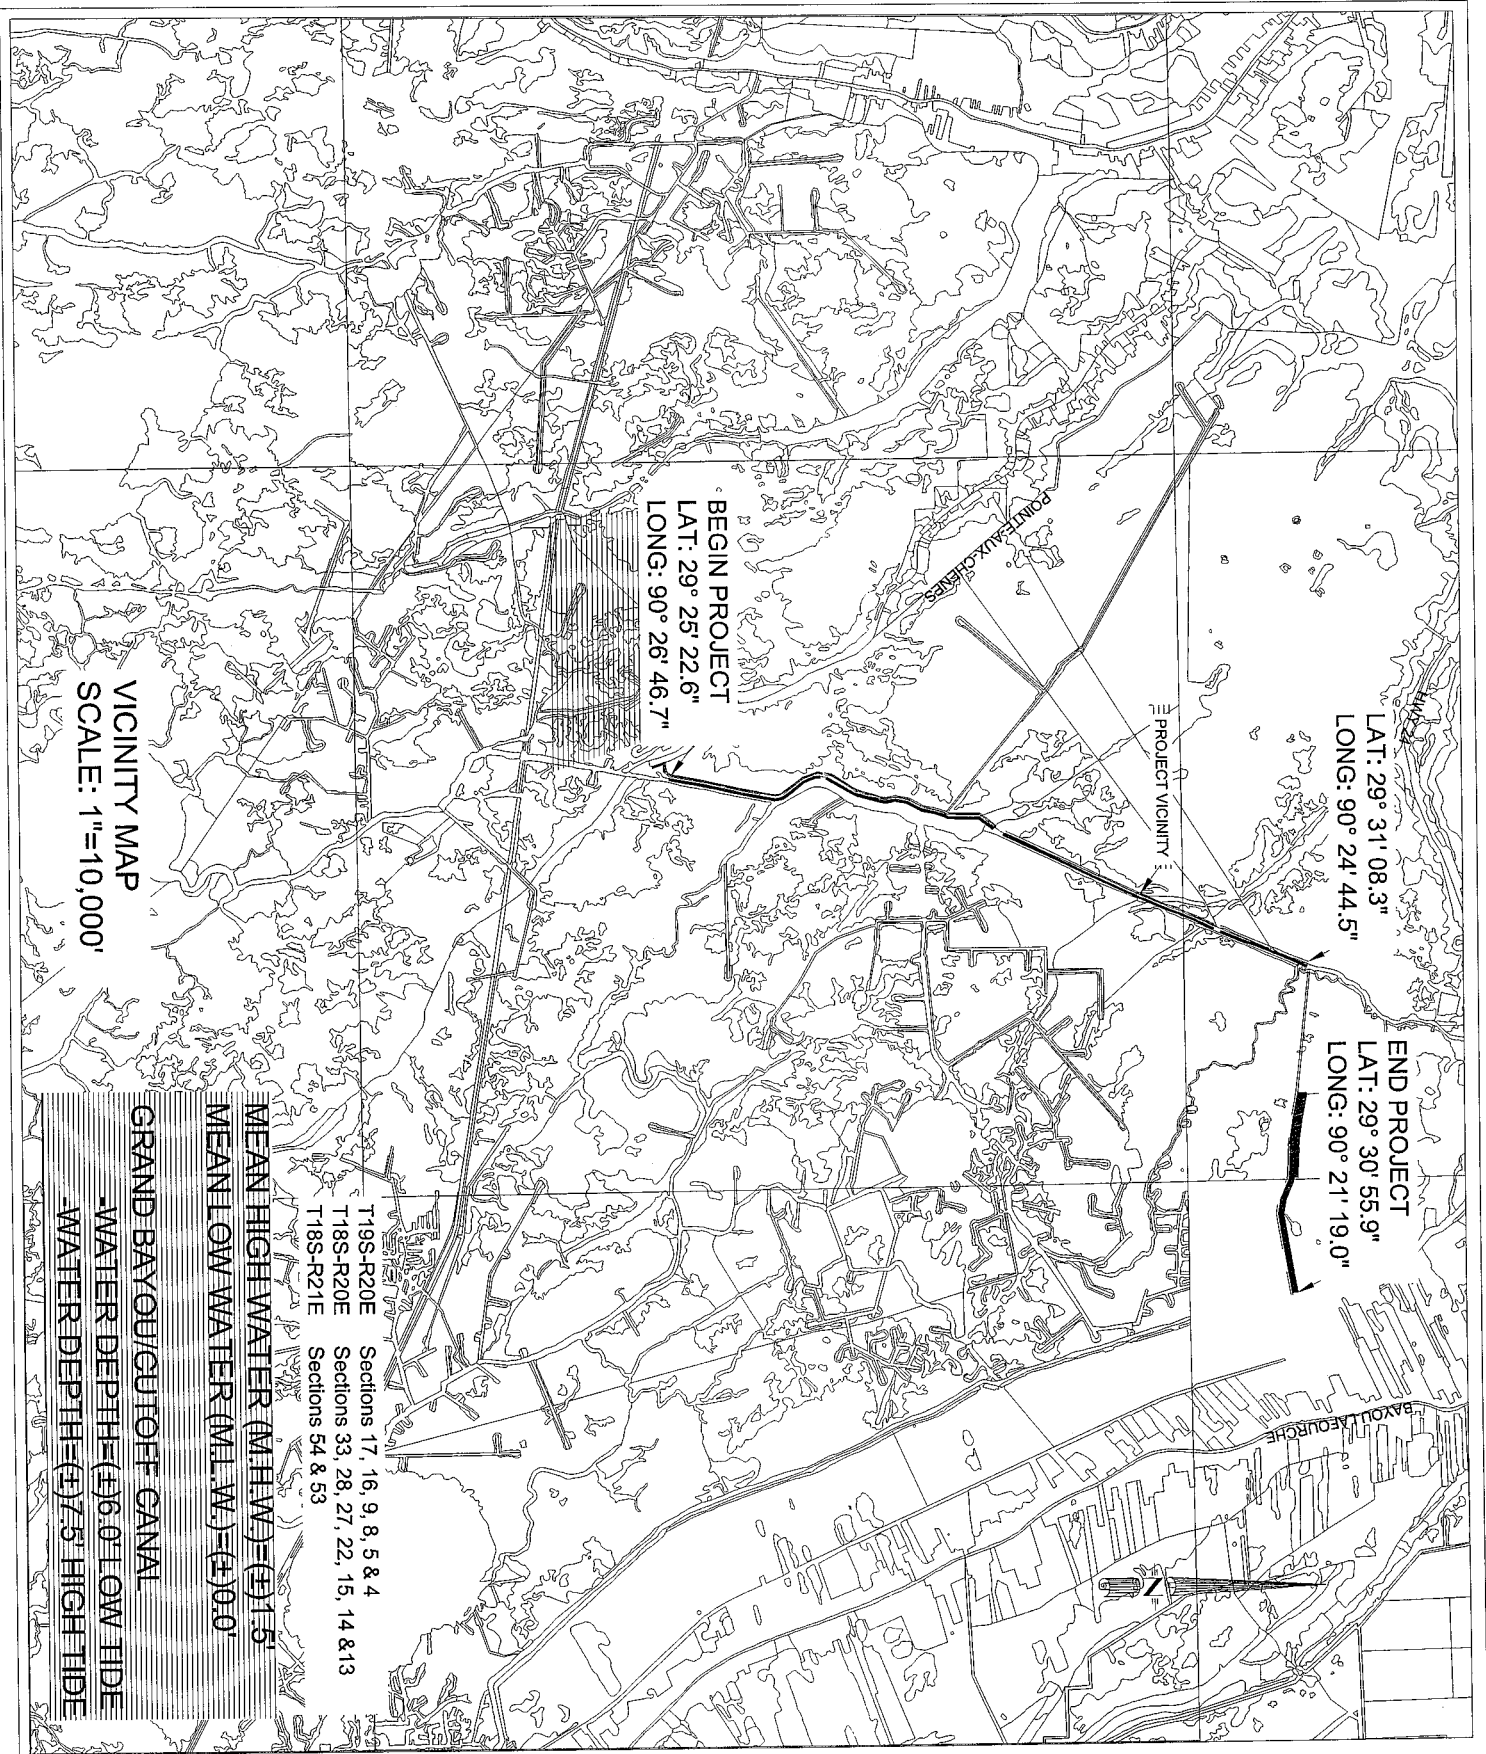 HWY 24
LAT: 29° 31' 08.3"
LONG: 90° 24' 44.5"
END PROJECT
LAT: 29° 30' 55.9"
LONG: 90° 21' 19.0"
BAYOU LAFOURCHE
PROJECT VICINITY
POINTE-AUX-CHENES
N
BEGIN PROJECT
LAT: 29° 25' 22.6"
LONG: 90° 26' 46.7"
T19S-R20E Sections 17, 16, 9, 8, 5 & 4
T18S-R20E Sections 33, 28, 27, 22, 15, 14 &13
T18S-R21E Sections 54 & 53
MEAN HIGH WATER (M.H.W.)=(±)1.5'
MEAN LOW WATER (M.L.W.)=(±)0.0'
GRAND BAYOU/CUTOFF CANAL
-WATER DEPTH=(±)6.0' LOW TIDE
-WATER DEPTH=(±)7.5' HIGH TIDE
VICINITY MAP
SCALE: 1"=10,000'